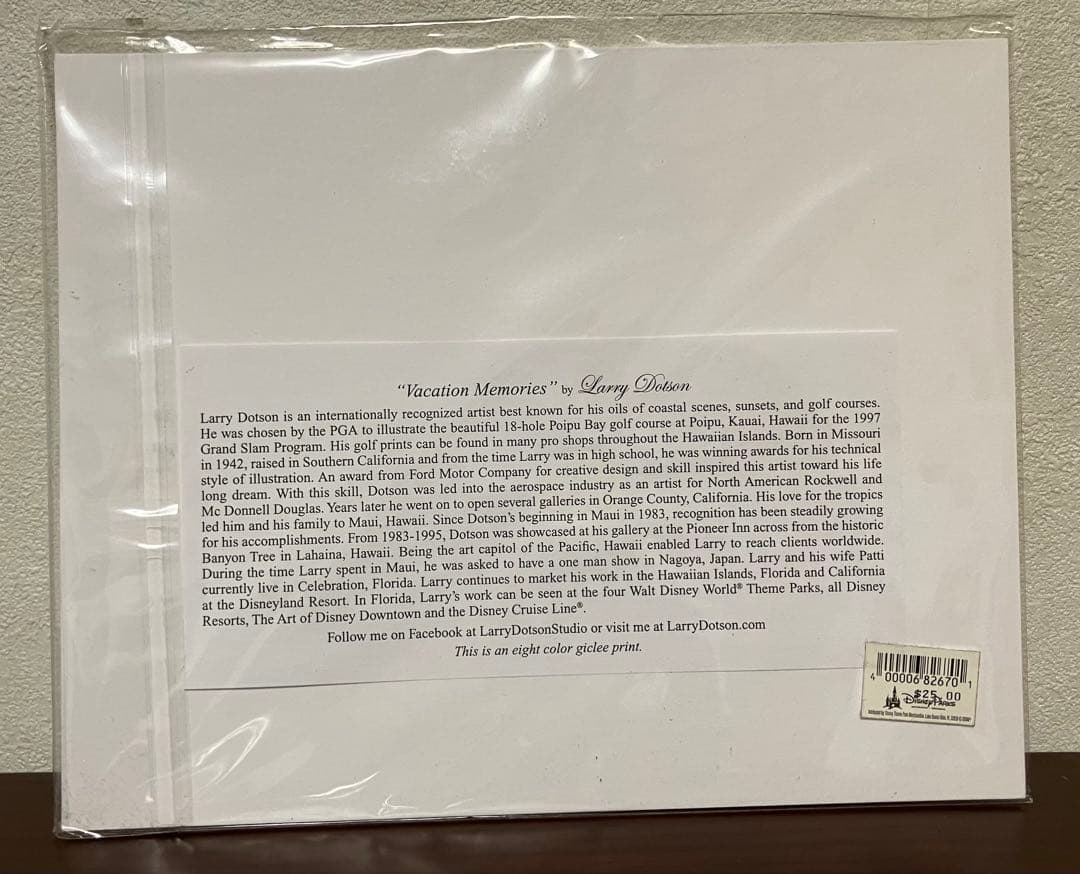 “Vacation Memories” by Larry Dotson
Larry Dotson is an internationally recognized artist best known for his oils of coastal scenes, sunsets, and golf courses.
He was chosen by the PGA to illustrate the beautiful 18-hole Poipu Bay golf course at Poipu, Kauai, Hawaii for the 1997
Grand Slam Program. His golf prints can be found in many pro shops throughout the Hawaiian Islands. Born in Missouri
in 1942, raised in Southern California and from the time Larry was in high school, he was winning awards for his technical
style of illustration. An award from Ford Motor Company for creative design and skill inspired this artist toward his life
long dream. With this skill, Dotson was led into the aerospace industry as an artist for North American Rockwell and
Mc Donnell Douglas. Years later he went on to open several galleries in Orange County, California. His love for the tropics
led him and his family to Maui, Hawaii. Since Dotson’s beginning in Maui in 1983, recognition has been steadily growing
for his accomplishments. From 1983-1995, Dotson was showcased at his gallery at the Pioneer Inn across from the historic
Banyon Tree in Lahaina, Hawaii. Being the art capitol of the Pacific, Hawaii enabled Larry to reach clients worldwide.
During the time Larry spent in Maui, he was asked to have a one man show in Nagoya, Japan. Larry and his wife Patti
currently live in Celebration, Florida. Larry continues to market his work in the Hawaiian Islands, Florida and California
at the Disneyland Resort. In Florida, Larry’s work can be seen at the four Walt Disney World® Theme Parks, all Disney
Resorts, The Art of Disney Downtown and the Disney Cruise Line®.
Follow me on Facebook at LarryDotsonStudio or visit me at LarryDotson.com
This is an eight color giclee print.
4 00006 82670 1
$25.00
Disney Parks